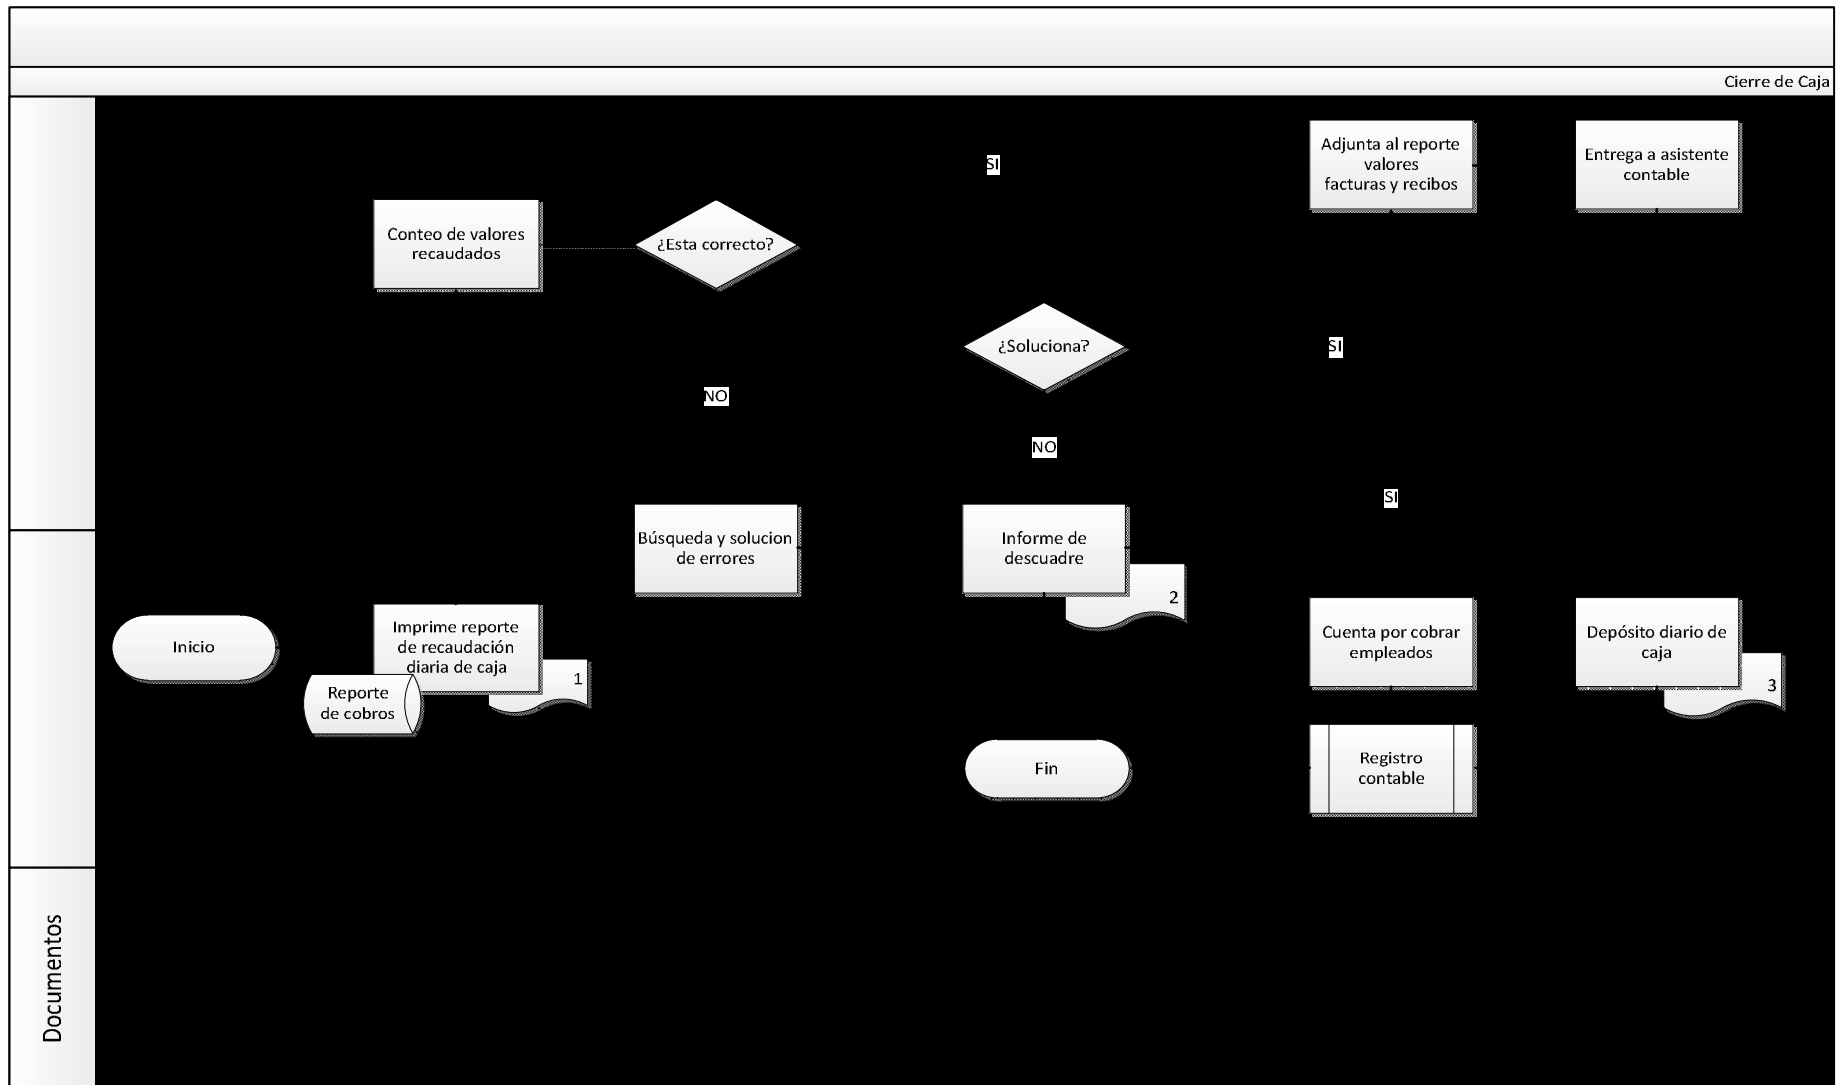 Cierre de Caja
Adjunta al reporte
valores
facturas y recibos
Entrega a asistente
contable
SI
Conteo de valores
recaudados
¿Esta correcto?
¿Soluciona?
SI
NO
NO
SI
Búsqueda y solucion
de errores
Informe de
descuadre
2
Inicio
Imprime reporte
de recaudación
diaria de caja
1
Reporte
de cobros
Cuenta por cobrar
empleados
Depósito diario de
caja
3
Fin
Registro
contable
Documentos